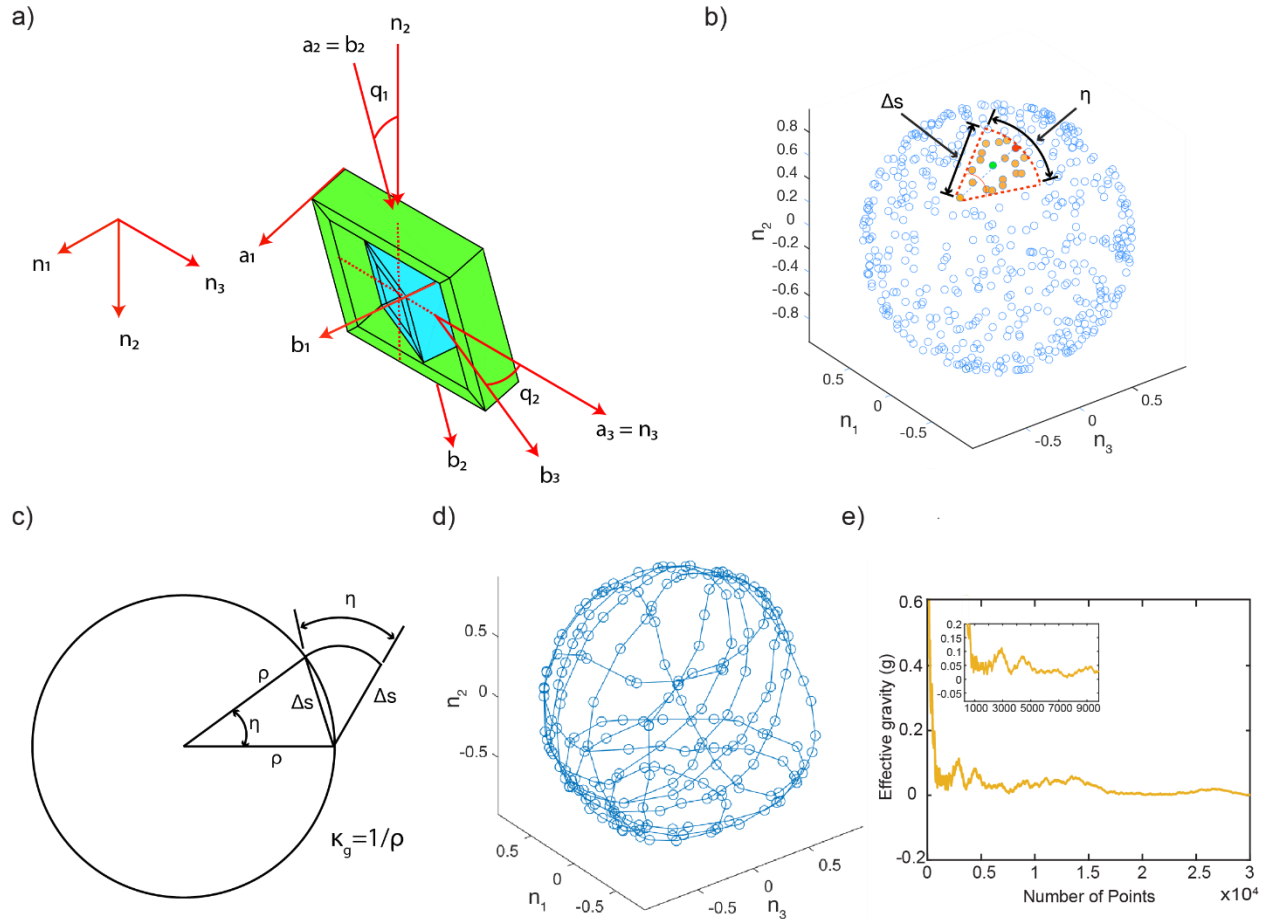 a)
n₂
a₂ = b₂
q₁
n₁
n₂
n₃
a₁
b₁
b₂
b₃
q₂
a₃ = n₃
b)
Δs
η
0.8
0.6
0.4
0.2
0
-0.2
-0.4
-0.6
-0.8
n₂
0.5
0
-0.5
n₁
-0.5
0
0.5
n₃
c)
η
ρ
Δs
Δs
η
ρ
κg=1/ρ
d)
0.5
0
-0.5
n₂
0.5
0
-0.5
n₁
-0.5
0
0.5
n₃
e)
0.6
0.4
0.2
0
-0.2
Effective gravity (g)
0.2
0.15
0.1
0.05
0
-0.05
1000 3000 5000 7000 9000
0 0.5 1 1.5 2 2.5 3
×10⁴
Number of Points